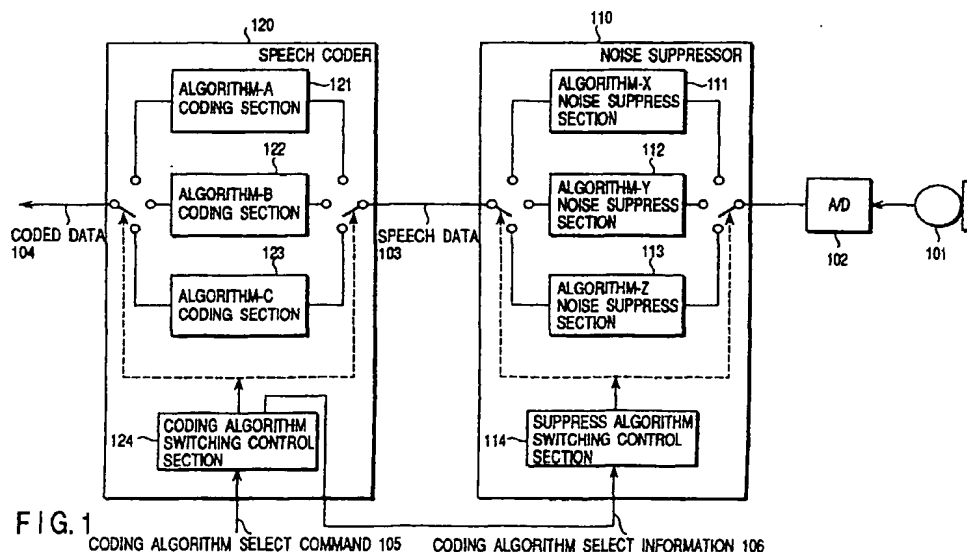 120
SPEECH CODER
110
NOISE SUPPRESSOR
ALGORITHM-A
CODING SECTION
121
ALGORITHM-X
NOISE SUPPRESS
SECTION
111
122
ALGORITHM-B
CODING SECTION
112
ALGORITHM-Y
NOISE SUPPRESS
SECTION
A/D
102
101
CODED DATA
104
SPEECH DATA
103
123
ALGORITHM-C
CODING SECTION
113
ALGORITHM-Z
NOISE SUPPRESS
SECTION
124
CODING ALGORITHM
SWITCHING CONTROL
SECTION
114
SUPPRESS ALGORITHM
SWITCHING CONTROL
SECTION
FIG.1
CODING ALGORITHM SELECT COMMAND 105
CODING ALGORITHM SELECT INFORMATION 106